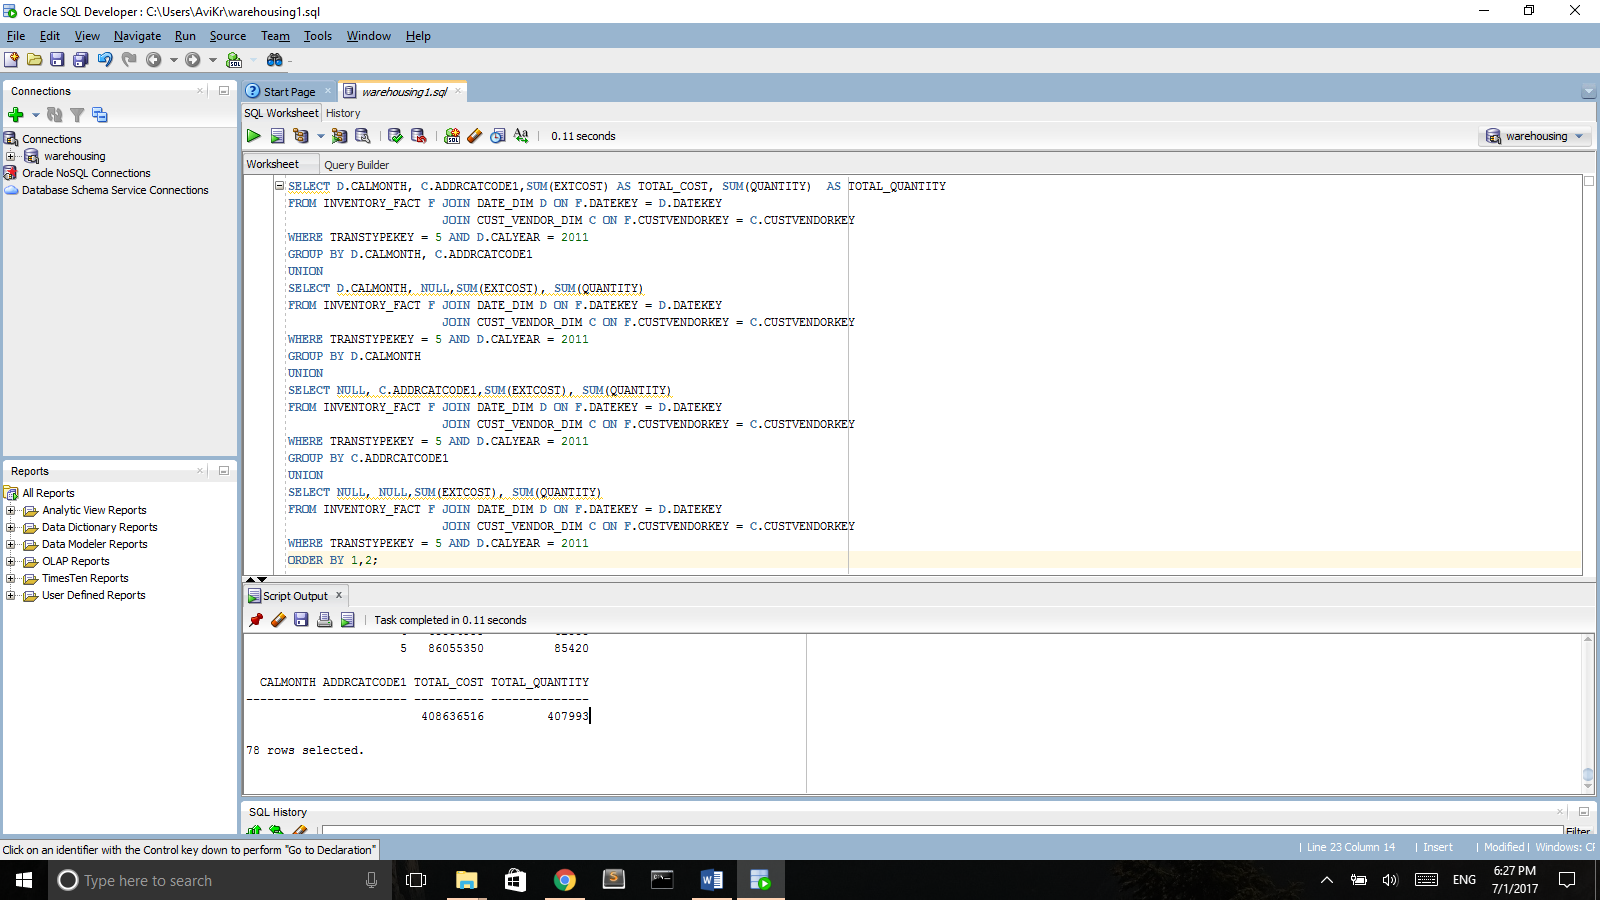 Oracle SQL Developer : C:\Users\AviKr\warehousing1.sql
File Edit View Navigate Run Source Team Tools Window Help
Connections
Connections
warehousing
Oracle NoSQL Connections
Database Schema Service Connections
Reports
All Reports
Analytic View Reports
Data Dictionary Reports
Data Modeler Reports
OLAP Reports
TimesTen Reports
User Defined Reports
Start Page warehousing1.sql
SQL Worksheet History
0.11 seconds
warehousing
Worksheet Query Builder
SELECT D.CALMONTH, C.ADDRCATCODE1,SUM(EXTCOST) AS TOTAL_COST, SUM(QUANTITY)  AS TOTAL_QUANTITY
FROM INVENTORY_FACT F JOIN DATE_DIM D ON F.DATEKEY = D.DATEKEY
JOIN CUST_VENDOR_DIM C ON F.CUSTVENDORKEY = C.CUSTVENDORKEY
WHERE TRANSTYPEKEY = 5 AND D.CALYEAR = 2011
GROUP BY D.CALMONTH, C.ADDRCATCODE1
UNION
SELECT D.CALMONTH, NULL,SUM(EXTCOST), SUM(QUANTITY)
FROM INVENTORY_FACT F JOIN DATE_DIM D ON F.DATEKEY = D.DATEKEY
JOIN CUST_VENDOR_DIM C ON F.CUSTVENDORKEY = C.CUSTVENDORKEY
WHERE TRANSTYPEKEY = 5 AND D.CALYEAR = 2011
GROUP BY D.CALMONTH
UNION
SELECT NULL, C.ADDRCATCODE1,SUM(EXTCOST), SUM(QUANTITY)
FROM INVENTORY_FACT F JOIN DATE_DIM D ON F.DATEKEY = D.DATEKEY
JOIN CUST_VENDOR_DIM C ON F.CUSTVENDORKEY = C.CUSTVENDORKEY
WHERE TRANSTYPEKEY = 5 AND D.CALYEAR = 2011
GROUP BY C.ADDRCATCODE1
UNION
SELECT NULL, NULL,SUM(EXTCOST), SUM(QUANTITY)
FROM INVENTORY_FACT F JOIN DATE_DIM D ON F.DATEKEY = D.DATEKEY
JOIN CUST_VENDOR_DIM C ON F.CUSTVENDORKEY = C.CUSTVENDORKEY
WHERE TRANSTYPEKEY = 5 AND D.CALYEAR = 2011
ORDER BY 1,2;
Script Output
Task completed in 0.11 seconds
5 86055350 85420
CALMONTH ADDRCATCODE1 TOTAL_COST TOTAL_QUANTITY
---------- ------------ ---------- --------------
408636516 407993
78 rows selected.
SQL History
Filter
Click on an identifier with the Control key down to perform "Go to Declaration"
Line 23 Column 14 | Insert | Modified | Windows: CF
Type here to search
ENG
6:27 PM
7/1/2017